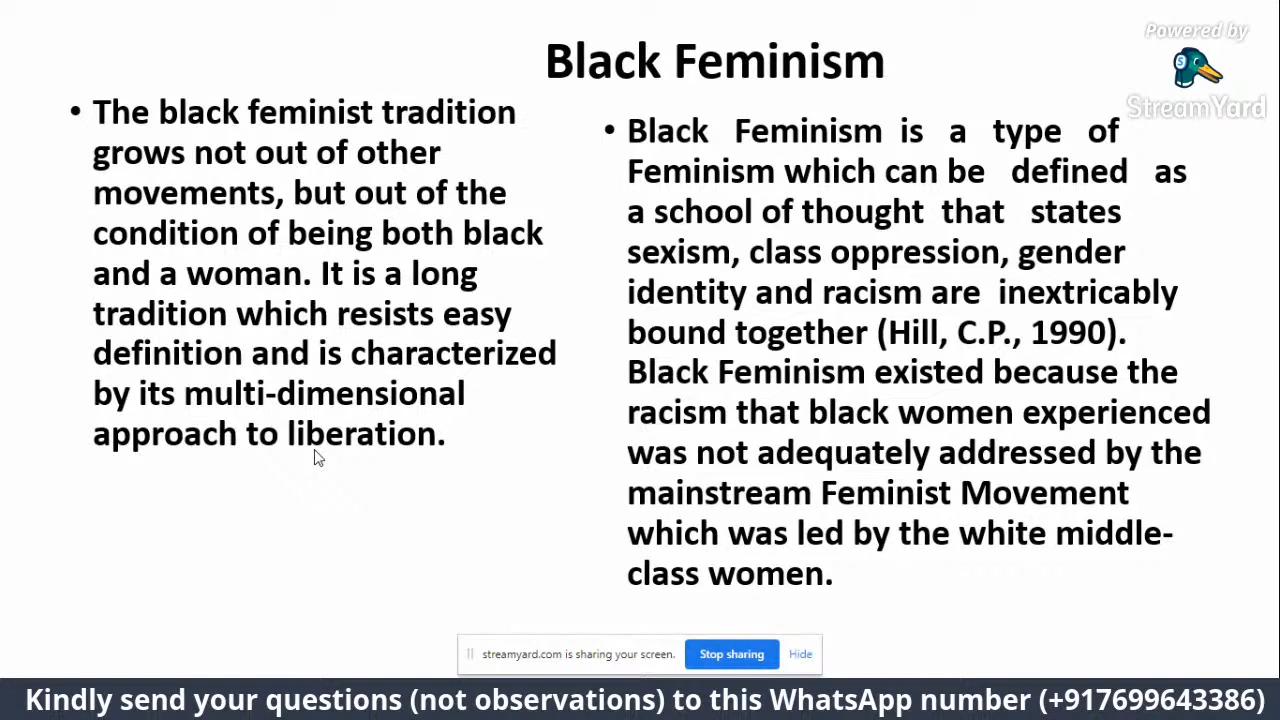 Black Feminism
Powered by
StreamYard
• The black feminist tradition
grows not out of other
movements, but out of the
condition of being both black
and a woman. It is a long
tradition which resists easy
definition and is characterized
by its multi-dimensional
approach to liberation.
• Black Feminism is a type of
Feminism which can be defined as
a school of thought that states
sexism, class oppression, gender
identity and racism are inextricably
bound together (Hill, C.P., 1990).
Black Feminism existed because the
racism that black women experienced
was not adequately addressed by the
mainstream Feminist Movement
which was led by the white middle-
class women.
streamyard.com is sharing your screen. Stop sharing Hide
Kindly send your questions (not observations) to this WhatsApp number (+917699643386)